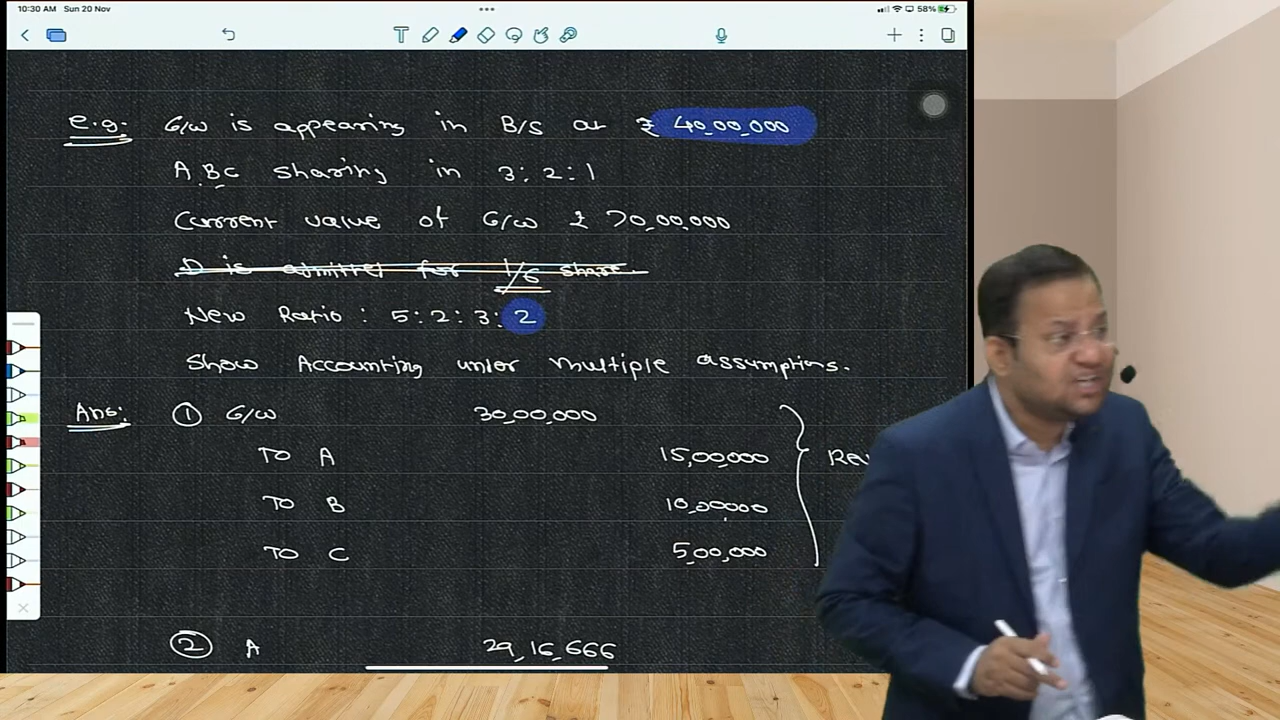 10:30 AM Sun 20 Nov
58%
e.g. G/W is appearing in B/S at ₹ 40,00,000
A, B, C sharing in 3:2:1
Current value of G/W ₹ 70,00,000
D is admitted for 1/6 share.
New Ratio : 5:2:3:2
Show Accounting under multiple assumptions.
Ans: ① G/W 30,00,000
To A 15,00,000
To B 10,00,000
To C 5,00,000
② A 29,16,666